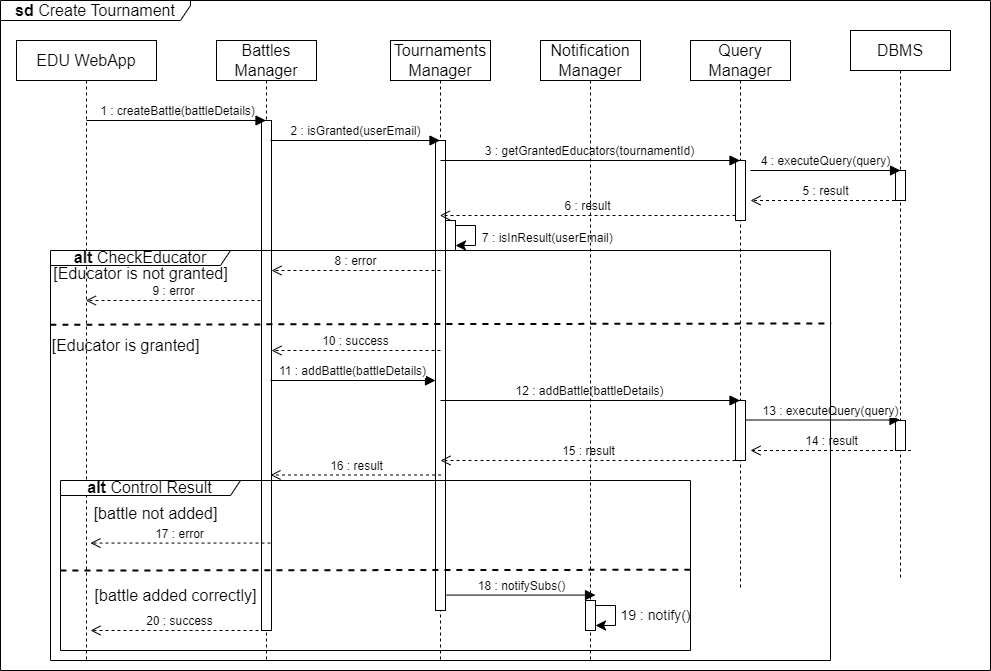 sd Create Tournament
EDU WebApp
Battles
Manager
Tournaments
Manager
Notification
Manager
Query
Manager
DBMS
1 : createBattle(battleDetails)
2 : isGranted(userEmail)
3 : getGrantedEducators(tournamentId)
4 : executeQuery(query)
5 : result
6 : result
7 : isInResult(userEmail)
alt CheckEducator
[Educator is not granted]
8 : error
9 : error
[Educator is granted]
10 : success
11 : addBattle(battleDetails)
12 : addBattle(battleDetails)
13 : executeQuery(query)
14 : result
15 : result
16 : result
alt Control Result
[battle not added]
17 : error
18 : notifySubs()
[battle added correctly]
19 : notify()
20 : success